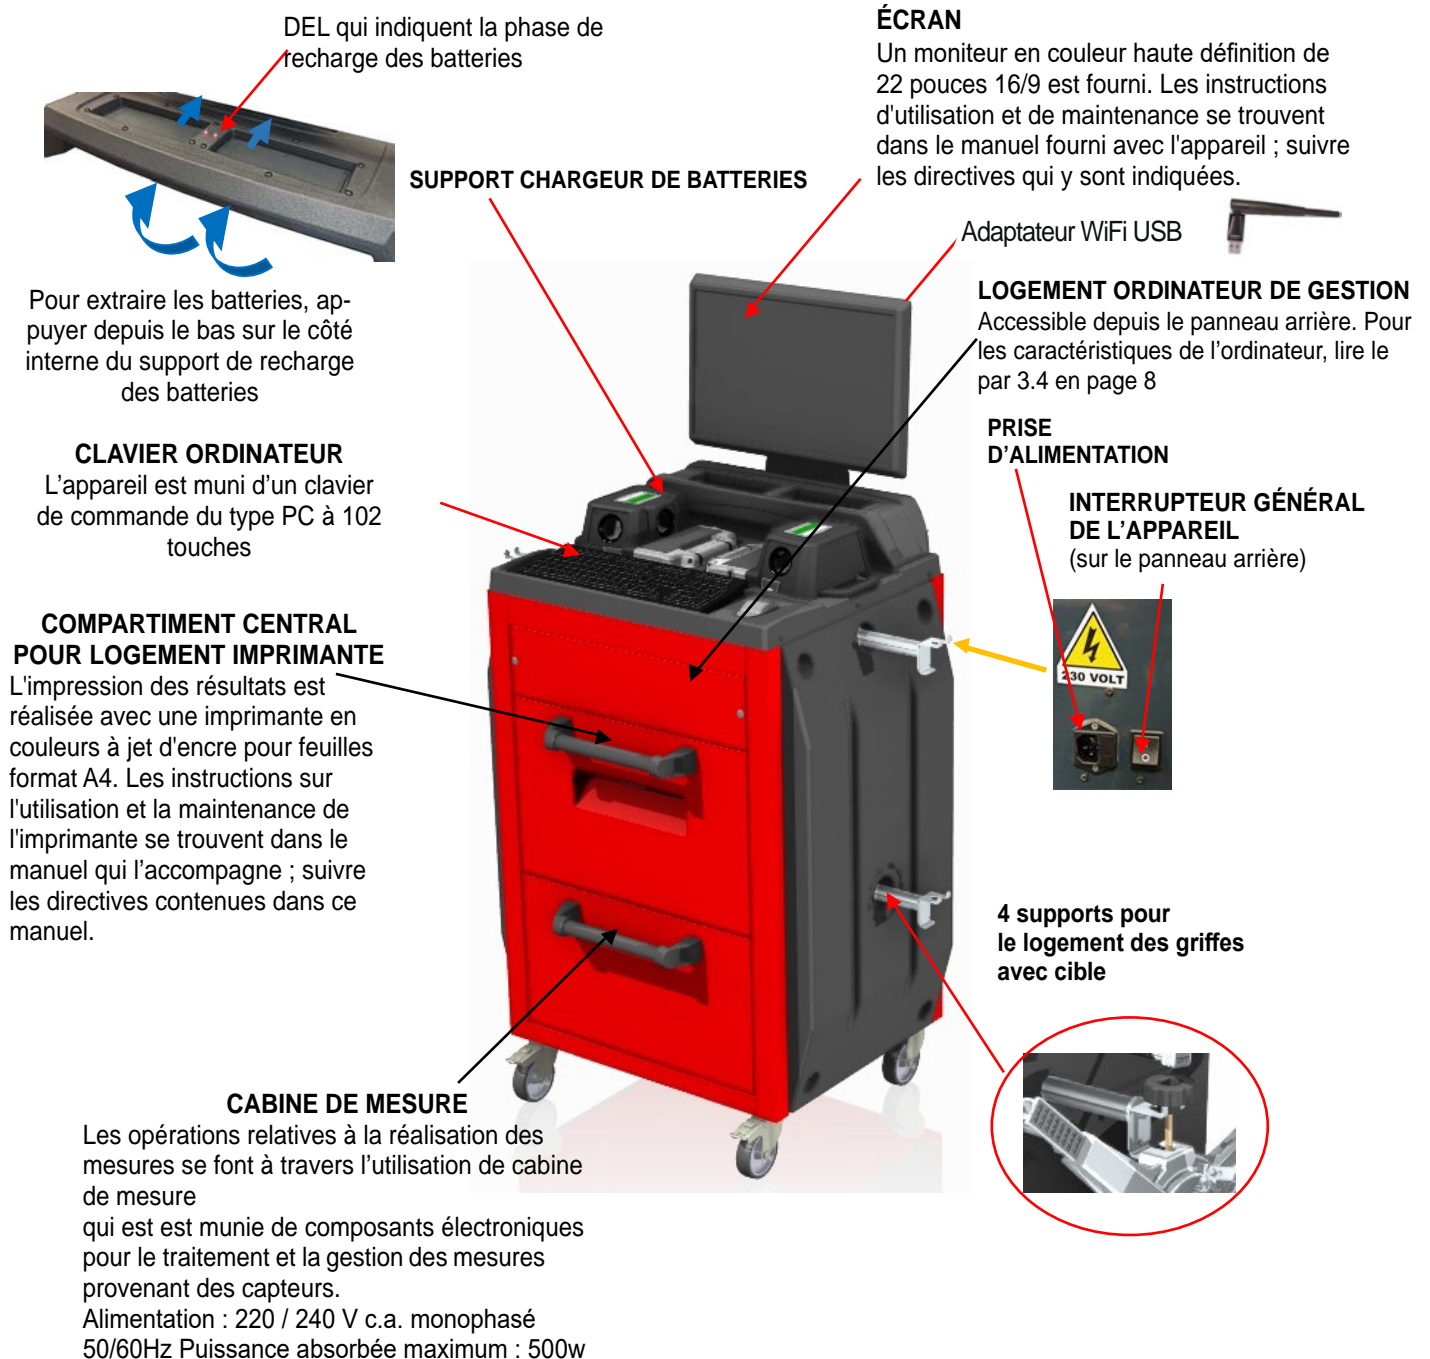 DEL qui indiquent la phase de
recharge des batteries
ÉCRAN
Un moniteur en couleur haute définition de
22 pouces 16/9 est fourni. Les instructions
d'utilisation et de maintenance se trouvent
dans le manuel fourni avec l'appareil ; suivre
les directives qui y sont indiquées.
SUPPORT CHARGEUR DE BATTERIES
Adaptateur WiFi USB
Pour extraire les batteries, ap-
puyer depuis le bas sur le côté
interne du support de recharge
des batteries
LOGEMENT ORDINATEUR DE GESTION
Accessible depuis le panneau arrière. Pour
les caractéristiques de l’ordinateur, lire le
par 3.4 en page 8
CLAVIER ORDINATEUR
L’appareil est muni d’un clavier
de commande du type PC à 102
touches
PRISE
D’ALIMENTATION
INTERRUPTEUR GÉNÉRAL
DE L’APPAREIL
(sur le panneau arrière)
230 VOLT
COMPARTIMENT CENTRAL
POUR LOGEMENT IMPRIMANTE
L'impression des résultats est
réalisée avec une imprimante en
couleurs à jet d'encre pour feuilles
format A4. Les instructions sur
l'utilisation et la maintenance de
l'imprimante se trouvent dans le
manuel qui l’accompagne ; suivre
les directives contenues dans ce
manuel.
4 supports pour
le logement des griffes
avec cible
CABINE DE MESURE
Les opérations relatives à la réalisation des
mesures se font à travers l’utilisation de cabine
de mesure
qui est est munie de composants électroniques
pour le traitement et la gestion des mesures
provenant des capteurs.
Alimentation : 220 / 240 V c.a. monophasé
50/60Hz Puissance absorbée maximum : 500w